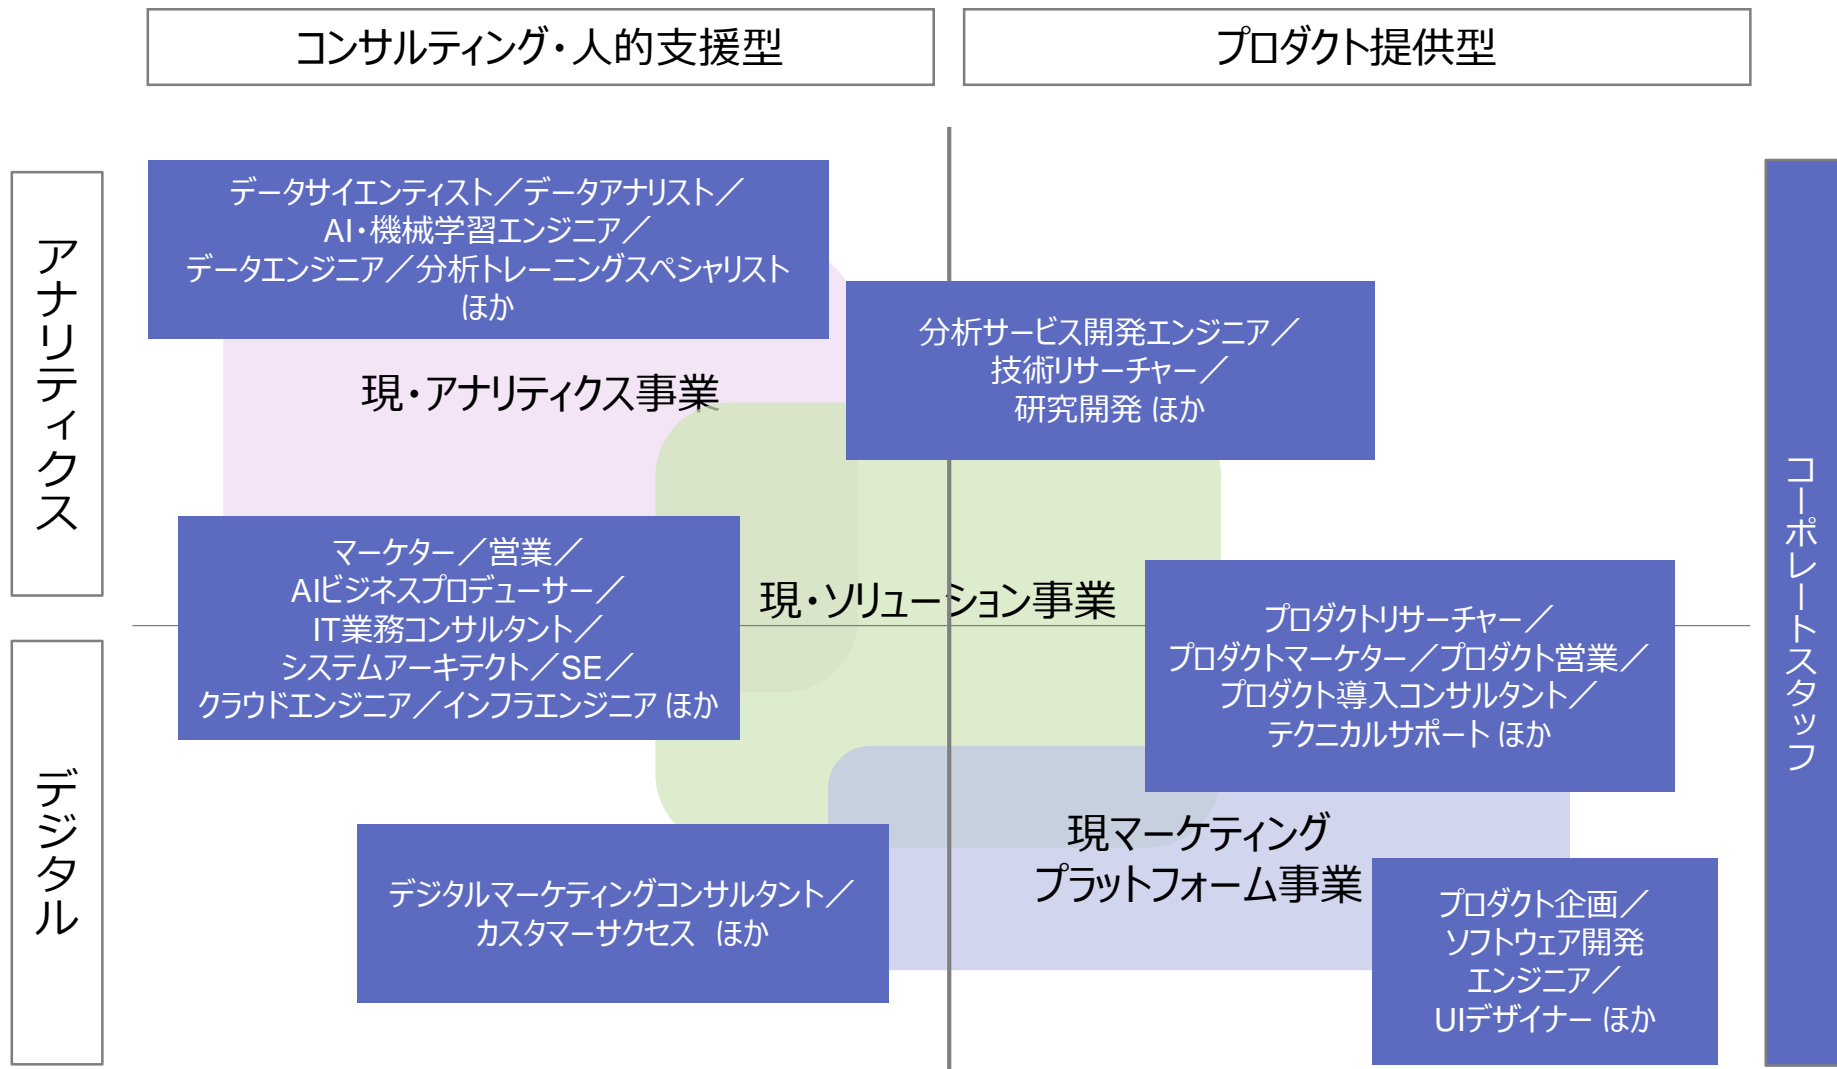 コンサルティング・人的支援型
プロダクト提供型
アナリティクス
データサイエンティスト／データアナリスト／
AI・機械学習エンジニア／
データエンジニア／分析トレーニングスペシャリスト
ほか
分析サービス開発エンジニア／
技術リサーチャー／
研究開発 ほか
現・アナリティクス事業
マーケター／営業／
AIビジネスプロデューサー／
IT業務コンサルタント／
システムアーキテクト／SE／
クラウドエンジニア／インフラエンジニア ほか
現・ソリューション事業
プロダクトリサーチャー／
プロダクトマーケター／プロダクト営業／
プロダクト導入コンサルタント／
テクニカルサポート ほか
デジタル
デジタルマーケティングコンサルタント／
カスタマーサクセス　ほか
現マーケティング
プラットフォーム事業
プロダクト企画／
ソフトウェア開発
エンジニア／
UIデザイナー ほか
コーポレートスタッフ